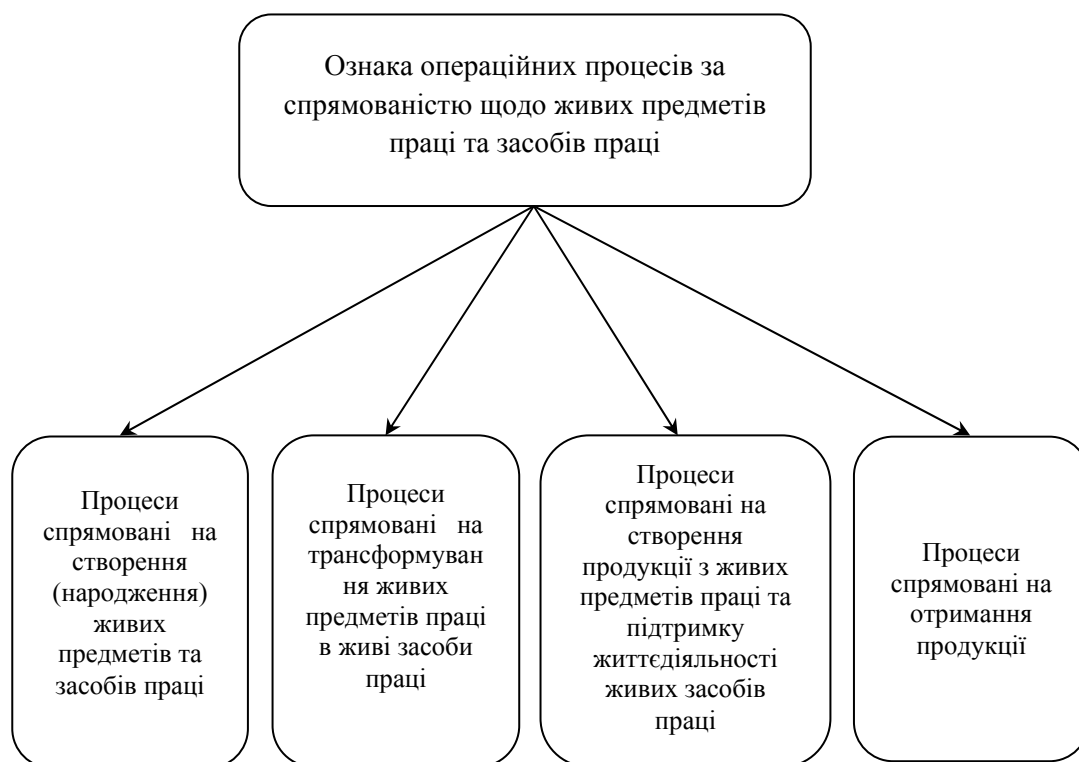 Ознака операційних процесів за
спрямованістю щодо живих предметів
праці та засобів праці
Процеси
спрямовані на
створення
(народження)
живих
предметів та
засобів праці
Процеси
спрямовані на
трансформуван
ня живих
предметів праці
в живі засоби
праці
Процеси
спрямовані на
створення
продукції з живих
предметів праці та
підтримку
життєдіяльності
живих засобів
праці
Процеси
спрямовані на
отримання
продукції